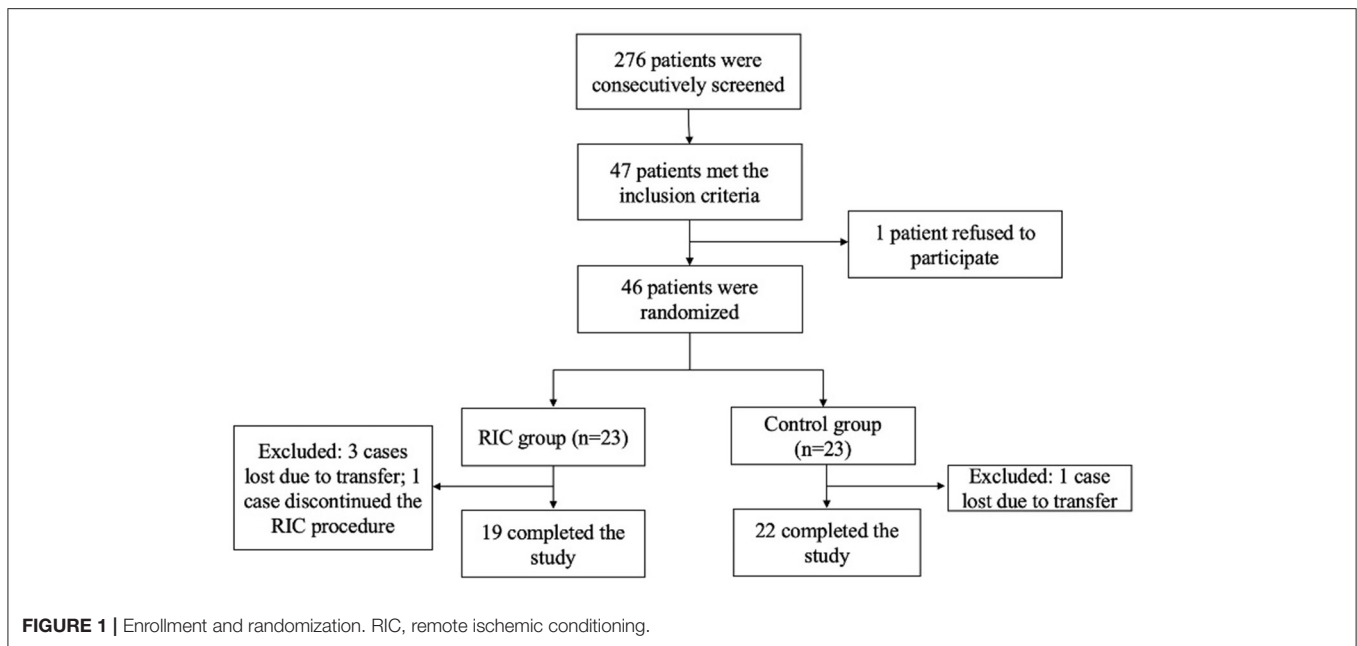 276 patients were
consecutively screened
47 patients met the
inclusion criteria
1 patient refused to
participate
46 patients were
randomized
RIC group (n=23)
Control group
(n=23)
Excluded: 3 cases
lost due to transfer; 1
case discontinued the
RIC procedure
Excluded: 1 case
lost due to transfer
19 completed the
study
22 completed the
study
FIGURE 1 | Enrollment and randomization. RIC, remote ischemic conditioning.